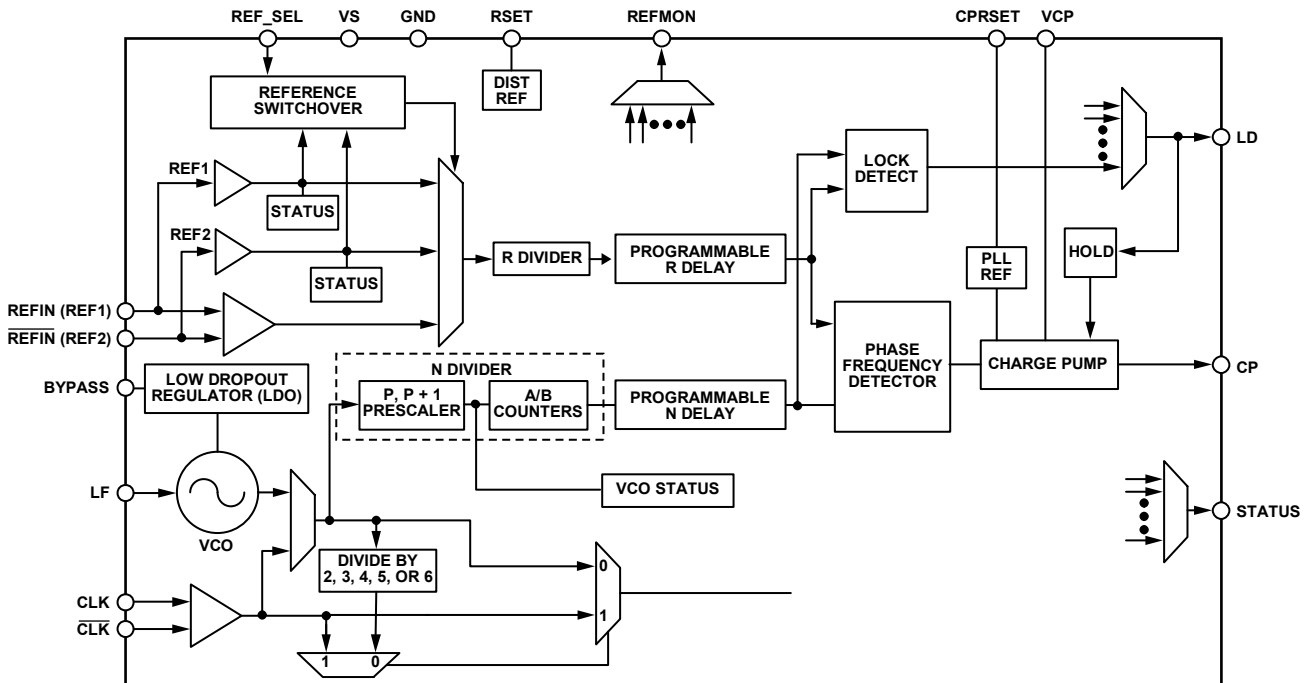 REF_SEL
VS
GND
RSET
REFMON
CPRSET
VCP
REFERENCE
SWITCHOVER
DIST
REF
LD
LOCK
DETECT
REF1
STATUS
REF2
STATUS
R DIVIDER
PROGRAMMABLE
R DELAY
PLL
REF
HOLD
REFIN (REF1)
REFIN (REF2)
BYPASS
LOW DROPOUT
REGULATOR (LDO)
N DIVIDER
P, P + 1
PRESCALER
A/B
COUNTERS
PROGRAMMABLE
N DELAY
PHASE
FREQUENCY
DETECTOR
CHARGE PUMP
CP
LF
VCO
VCO STATUS
STATUS
DIVIDE BY
2, 3, 4, 5, OR 6
0
1
CLK
CLK
1 0